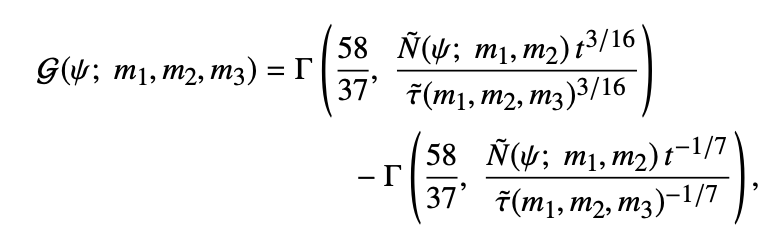 𝒢(ψ; m₁, m₂, m₃) = Γ ( 58/37, Ñ(ψ; m₁, m₂) t^{3/16} / τ̃(m₁, m₂, m₃)^{3/16} )
− Γ ( 58/37, Ñ(ψ; m₁, m₂) t^{−1/7} / τ̃(m₁, m₂, m₃)^{−1/7} ),